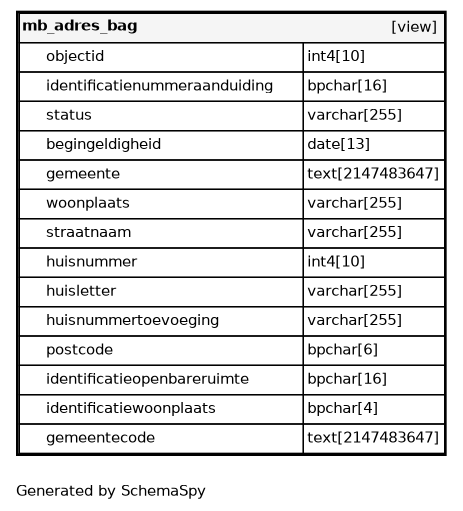 mb_adres_bag [view]
objectid int4[10]
identificatienummeraanduiding bpchar[16]
status varchar[255]
begingeldigheid date[13]
gemeente text[2147483647]
woonplaats varchar[255]
straatnaam varchar[255]
huisnummer int4[10]
huisletter varchar[255]
huisnummertoevoeging varchar[255]
postcode bpchar[6]
identificatieopenbareruimte bpchar[16]
identificatiewoonplaats bpchar[4]
gemeentecode text[2147483647]
Generated by SchemaSpy